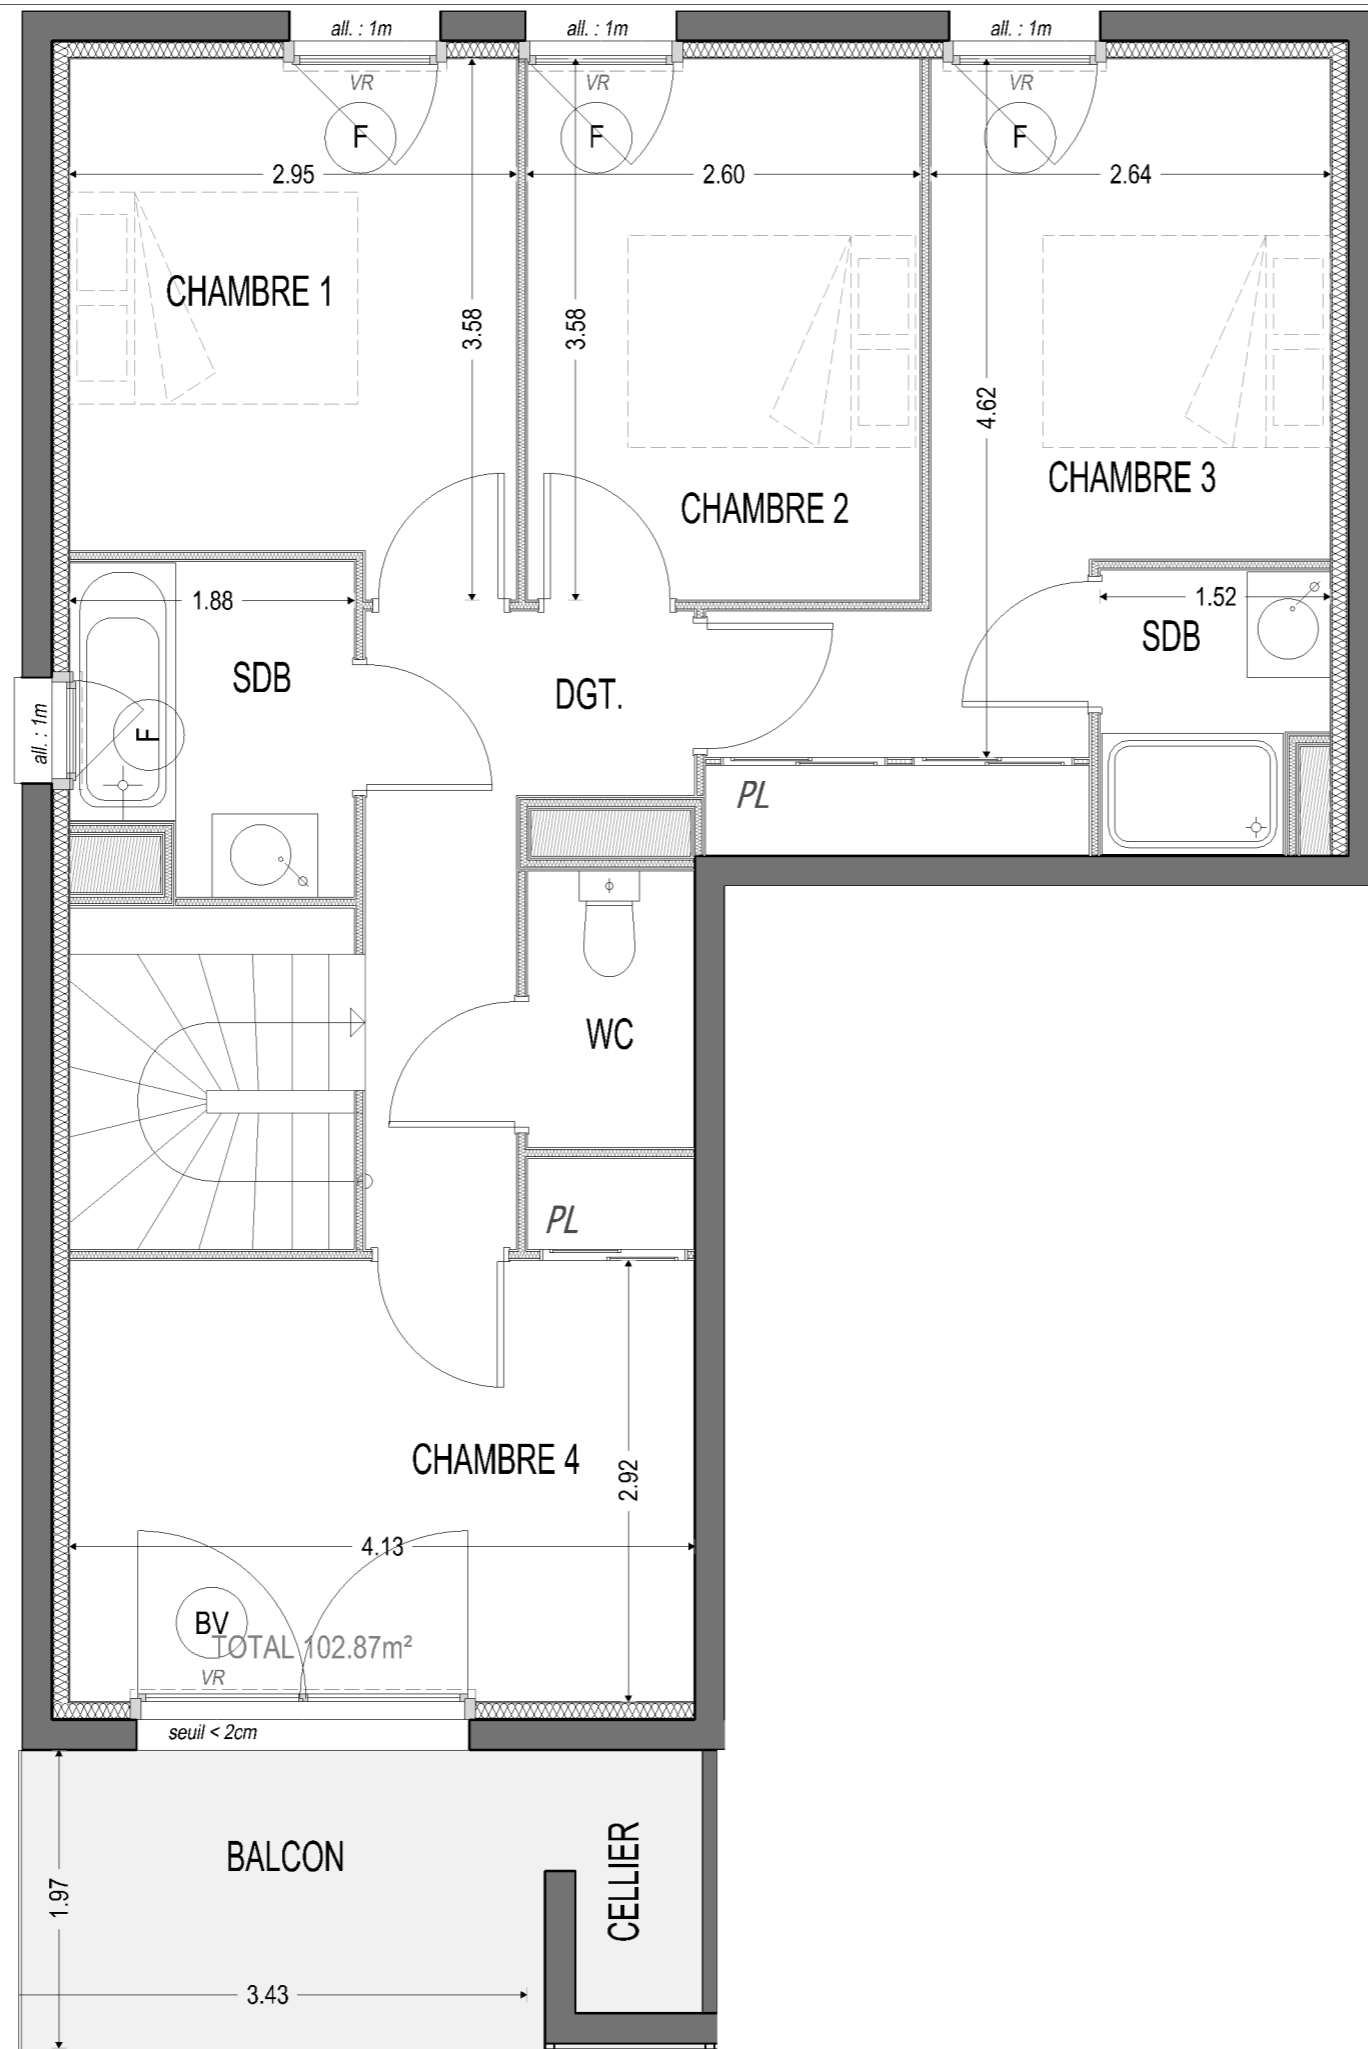 all. : 1m
all. : 1m
all. : 1m
VR
VR
VR
F
F
F
2.95
2.60
2.64
CHAMBRE 1
3.58
3.58
4.62
CHAMBRE 2
CHAMBRE 3
1.88
1.52
SDB
DGT.
SDB
all. : 1m
F
PL
WC
PL
CHAMBRE 4
2.92
4.13
BV
TOTAL 102.87m²
VR
seuil < 2cm
BALCON
CELLIER
1.97
3.43